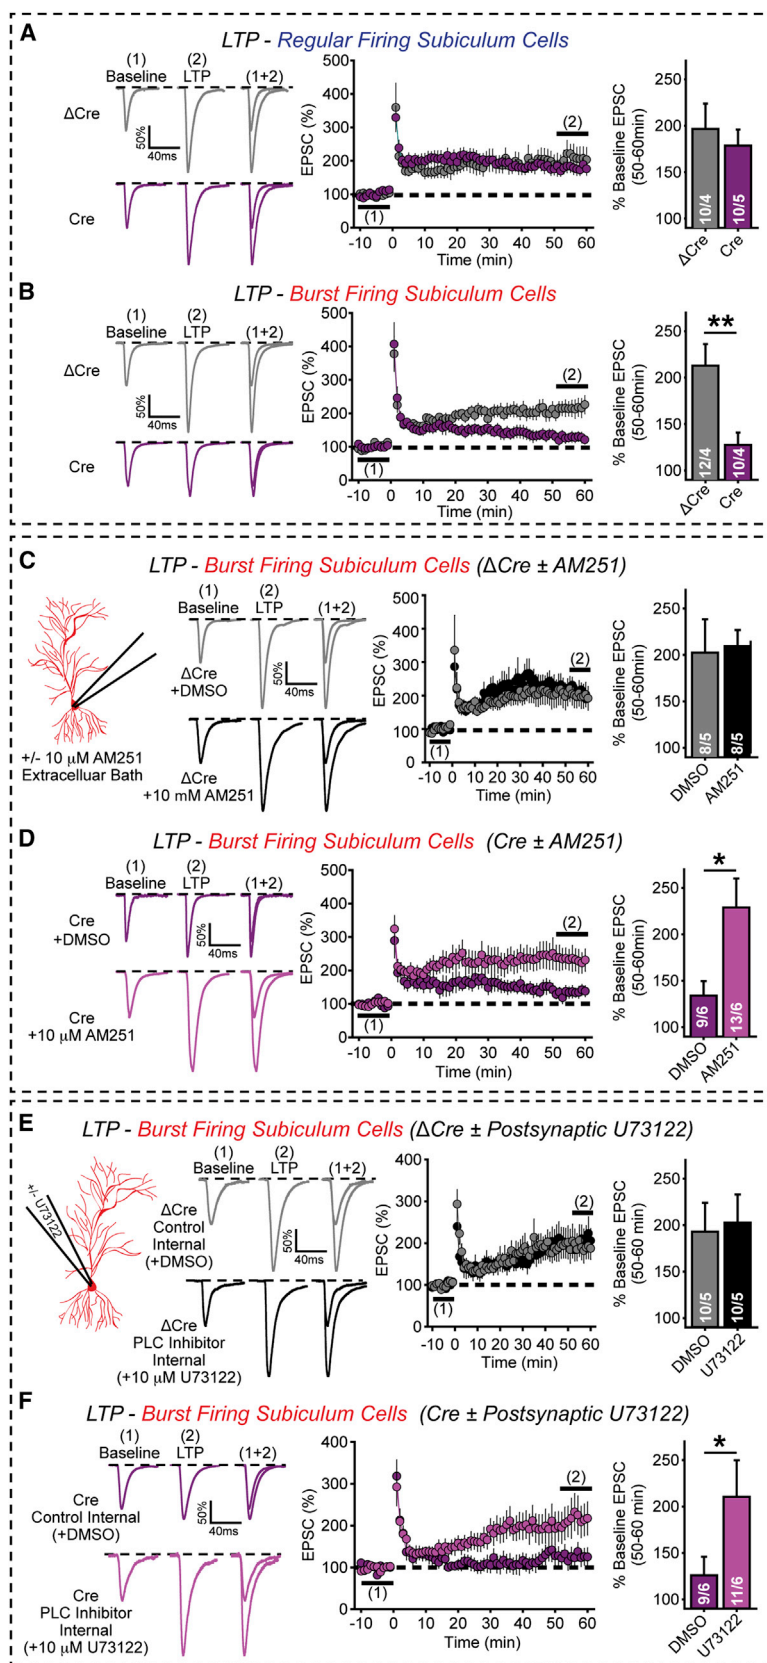 A
LTP - Regular Firing Subiculum Cells
(1)
Baseline
(2)
LTP
(1+2)
ΔCre
50%
40ms
Cre
EPSC (%)
500
400
300
200
100
0
(2)
(1)
-10 0 10 20 30 40 50 60
Time (min)
% Baseline EPSC
(50-60min)
250
200
150
100
10/4
10/5
ΔCre
Cre
B
LTP - Burst Firing Subiculum Cells
(1)
Baseline
(2)
LTP
(1+2)
ΔCre
50%
40ms
Cre
EPSC (%)
500
400
300
200
100
0
(2)
(1)
-10 0 10 20 30 40 50 60
Time (min)
% Baseline EPSC
(50-60min)
250
200
150
100
**
12/4
10/4
ΔCre
Cre
C
LTP - Burst Firing Subiculum Cells (ΔCre ± AM251)
+/- 10 µM AM251
Extracelluar Bath
(1)
Baseline
(2)
LTP
(1+2)
ΔCre
+DMSO
50%
40ms
ΔCre
+10 mM AM251
EPSC (%)
500
400
300
200
100
0
(2)
(1)
-10 0 10 20 30 40 50 60
Time (min)
% Baseline EPSC
(50-60min)
250
200
150
100
8/5
8/5
DMSO
AM251
D
LTP - Burst Firing Subiculum Cells (Cre ± AM251)
(1)
Baseline
(2)
LTP
(1+2)
Cre
+DMSO
50%
40ms
Cre
+10 µM AM251
EPSC (%)
500
400
300
200
100
0
(2)
(1)
-10 0 10 20 30 40 50 60
Time (min)
% Baseline EPSC
(50-60min)
250
200
150
100
*
9/6
13/6
DMSO
AM251
E
LTP - Burst Firing Subiculum Cells (ΔCre ± Postsynaptic U73122)
+/- U73122
(1)
Baseline
(2)
LTP
(1+2)
ΔCre
Control
Internal
(+DMSO)
50%
40ms
ΔCre
PLC Inhibitor
Internal
(+10 µM U73122)
EPSC (%)
400
300
200
100
0
(2)
(1)
-10 0 10 20 30 40 50 60
Time (min)
% Baseline EPSC
(50-60 min)
250
200
150
100
10/5
10/5
DMSO
U73122
F
LTP - Burst Firing Subiculum Cells (Cre ± Postsynaptic U73122)
(1)
Baseline
(2)
LTP
(1+2)
Cre
Control Internal
(+DMSO)
50%
40ms
Cre
PLC Inhibitor
Internal
(+10 µM U73122)
EPSC (%)
400
300
200
100
0
(2)
(1)
-10 0 10 20 30 40 50 60
Time (min)
% Baseline EPSC
(50-60 min)
250
200
150
100
*
9/6
11/6
DMSO
U73122